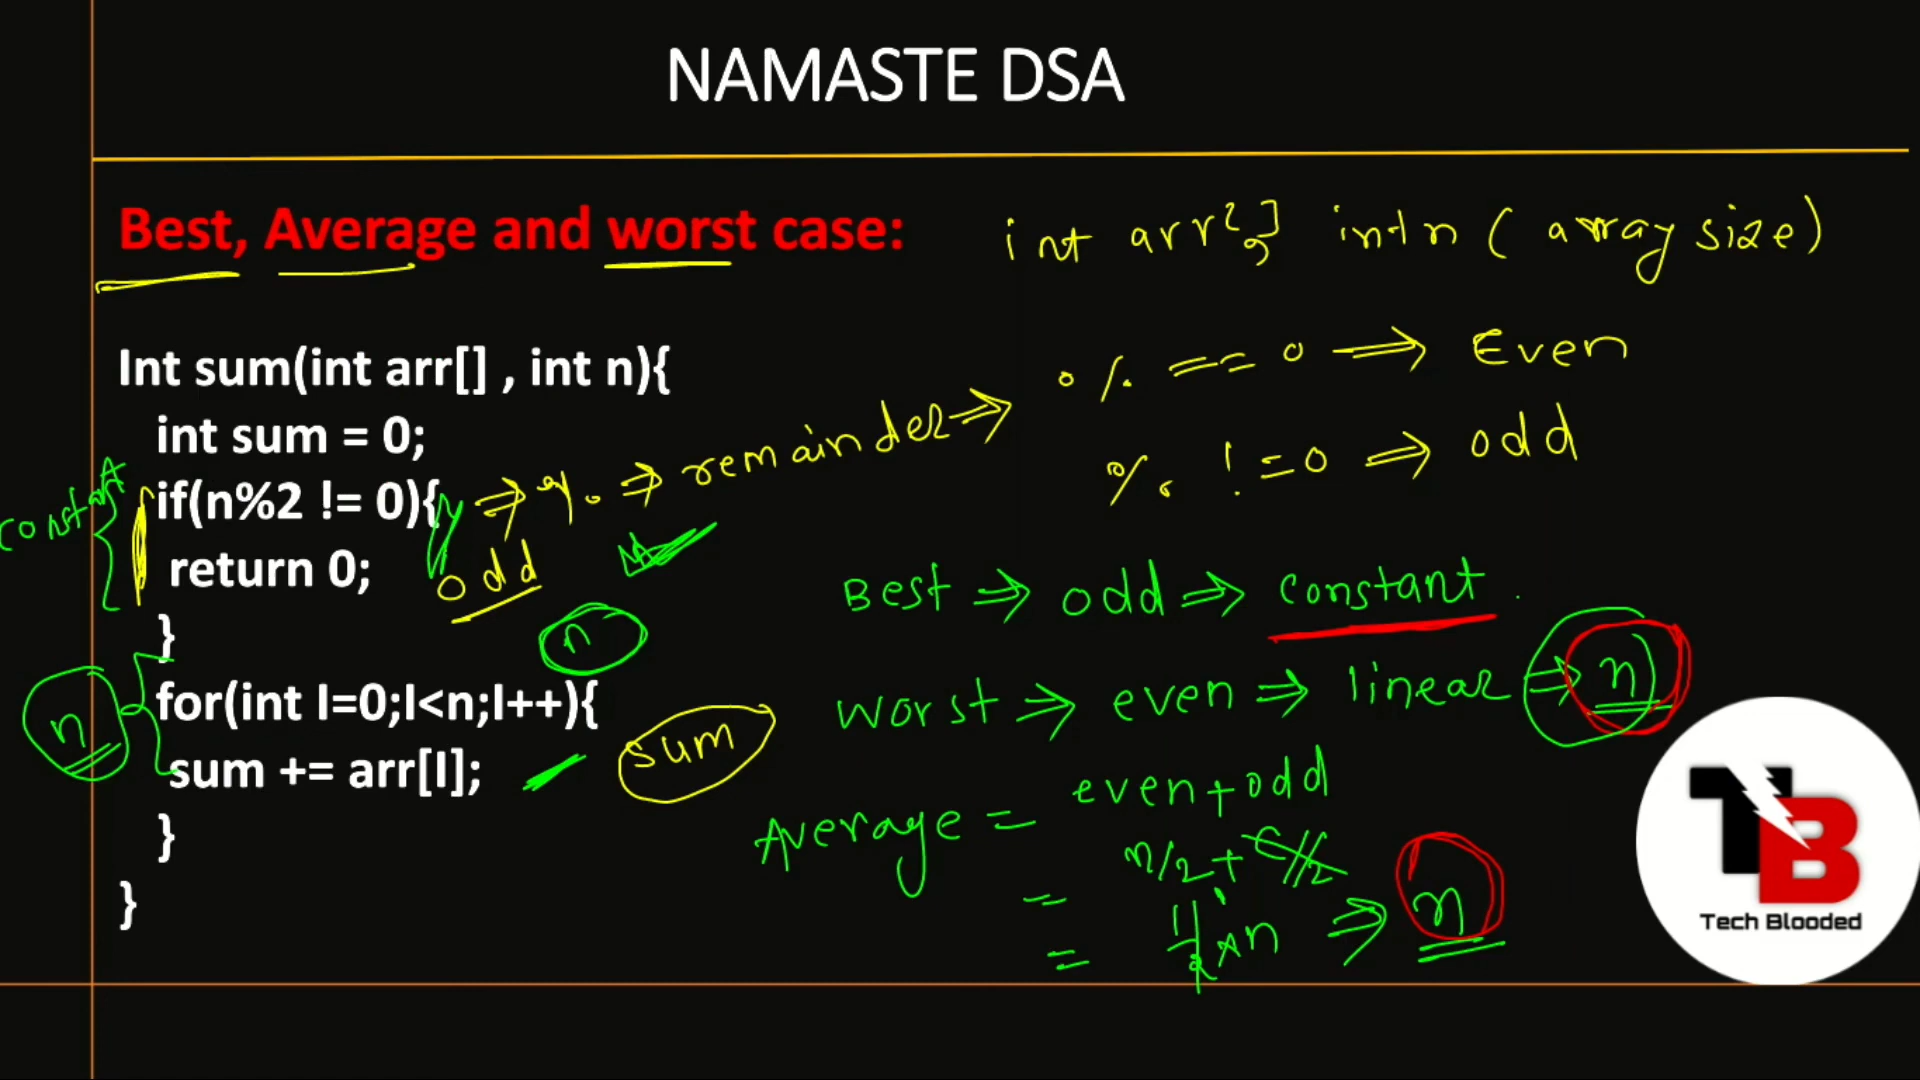 NAMASTE DSA
Best, Average and worst case:
int arr[], int n (array size)
Int sum(int arr[] , int n){
int sum = 0;
if(n%2 != 0){
return 0;
}
for(int I=0;I<n;I++){
sum += arr[I];
}
}
constant
n
⇒ % ⇒ remainder ⇒
% == 0 ⇒ Even
% != 0 ⇒ odd
odd
n
sum
Best ⇒ odd ⇒ constant
Worst ⇒ even ⇒ linear ⇒ n
Average = even + odd
= n/2 + C/2
= 1/2 × n ⇒ n
TB
Tech Blooded